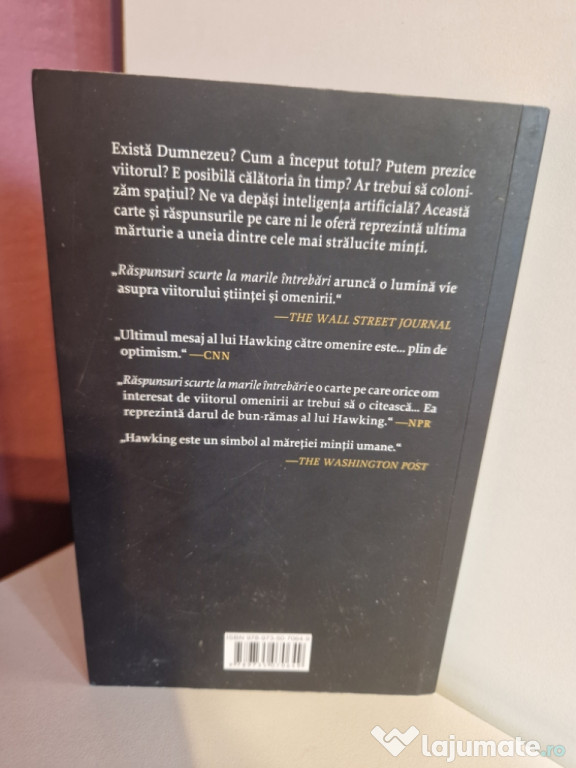 Există Dumnezeu? Cum a început totul? Putem prezice
viitorul? E posibilă călătoria în timp? Ar trebui să coloni-
zăm spațiul? Ne va depăși inteligența artificială? Această
carte și răspunsurile pe care ni le oferă reprezintă ultima
mărturie a uneia dintre cele mai strălucite minți.
„Răspunsuri scurte la marile întrebări aruncă o lumină vie
asupra viitorului științei și omenirii.“
—THE WALL STREET JOURNAL
„Ultimul mesaj al lui Hawking către omenire este... plin de
optimism.“ —CNN
„Răspunsuri scurte la marile întrebări e o carte pe care orice om
interesat de viitorul omenirii ar trebui să o citească... Ea
reprezintă darul de bun-rămas al lui Hawking.“ —NPR
„Hawking este un simbol al măreției minții umane.“
—THE WASHINGTON POST
ISBN
lajumate.ro